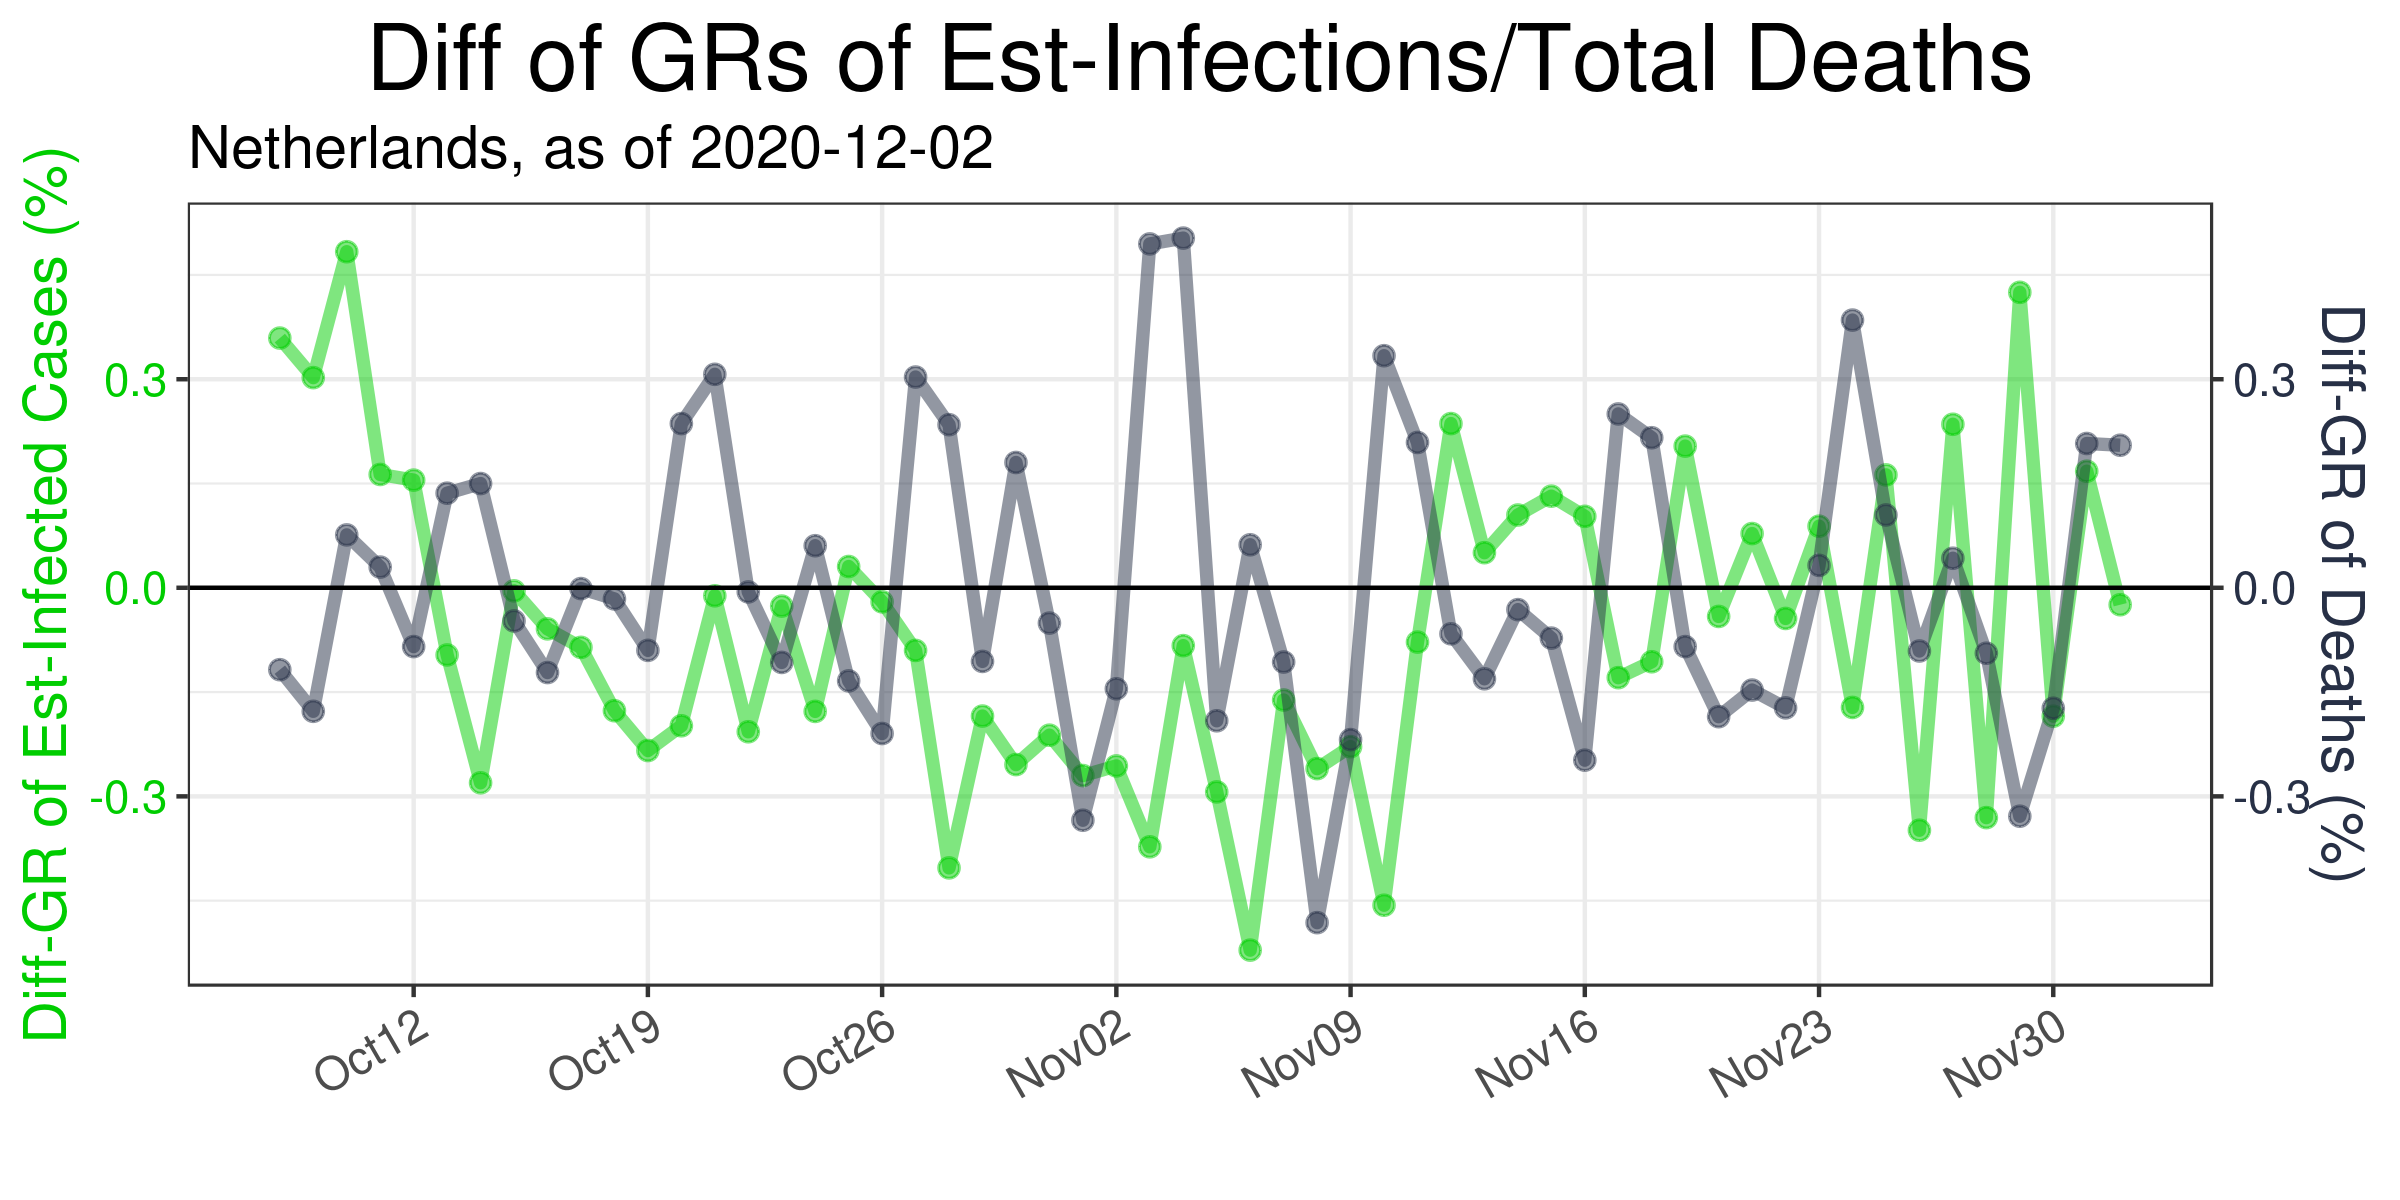 Diff of GRs of Est-Infections/Total Deaths
Netherlands, as of 2020-12-02
Diff-GR of Est-Infected Cases (%)
0.3
0.0
-0.3
0.3
0.0
-0.3
Diff-GR of Deaths (%)
Oct12
Oct19
Oct26
Nov02
Nov09
Nov16
Nov23
Nov30